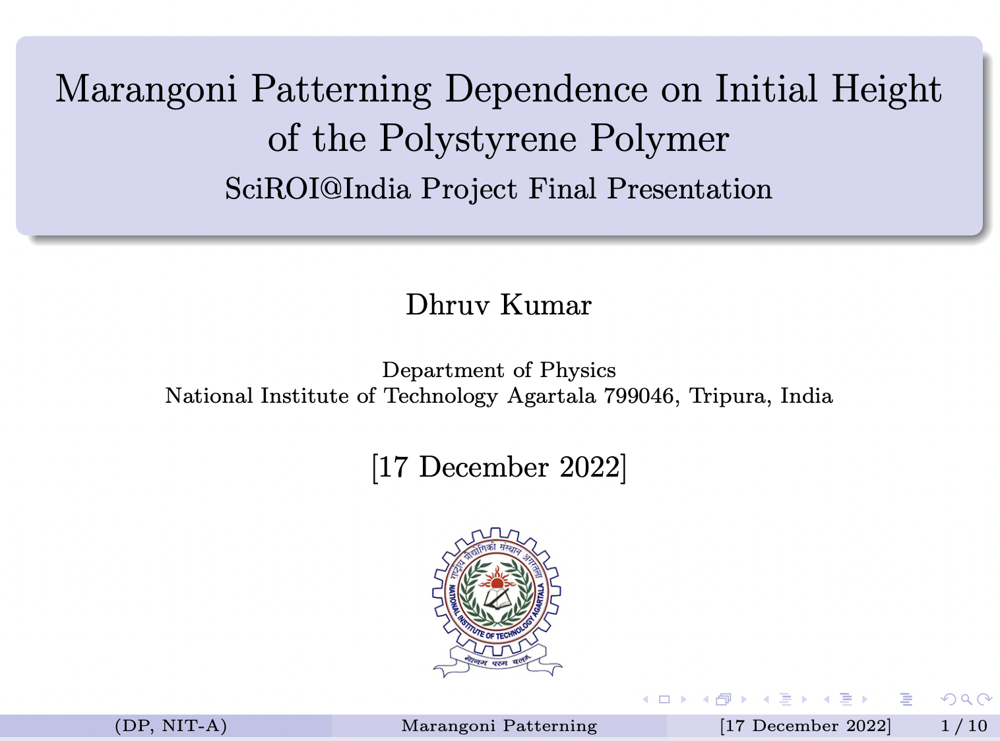 Marangoni Patterning Dependence on Initial Height
of the Polystyrene Polymer
SciROI@India Project Final Presentation
Dhruv Kumar
Department of Physics
National Institute of Technology Agartala 799046, Tripura, India
[17 December 2022]
राष्ट्रीय प्रौद्योगिकी संस्थान अगरतला
NATIONAL INSTITUTE OF TECHNOLOGY AGARTALA
ज्ञानम परम बलम
(DP, NIT-A) Marangoni Patterning [17 December 2022] 1 / 10